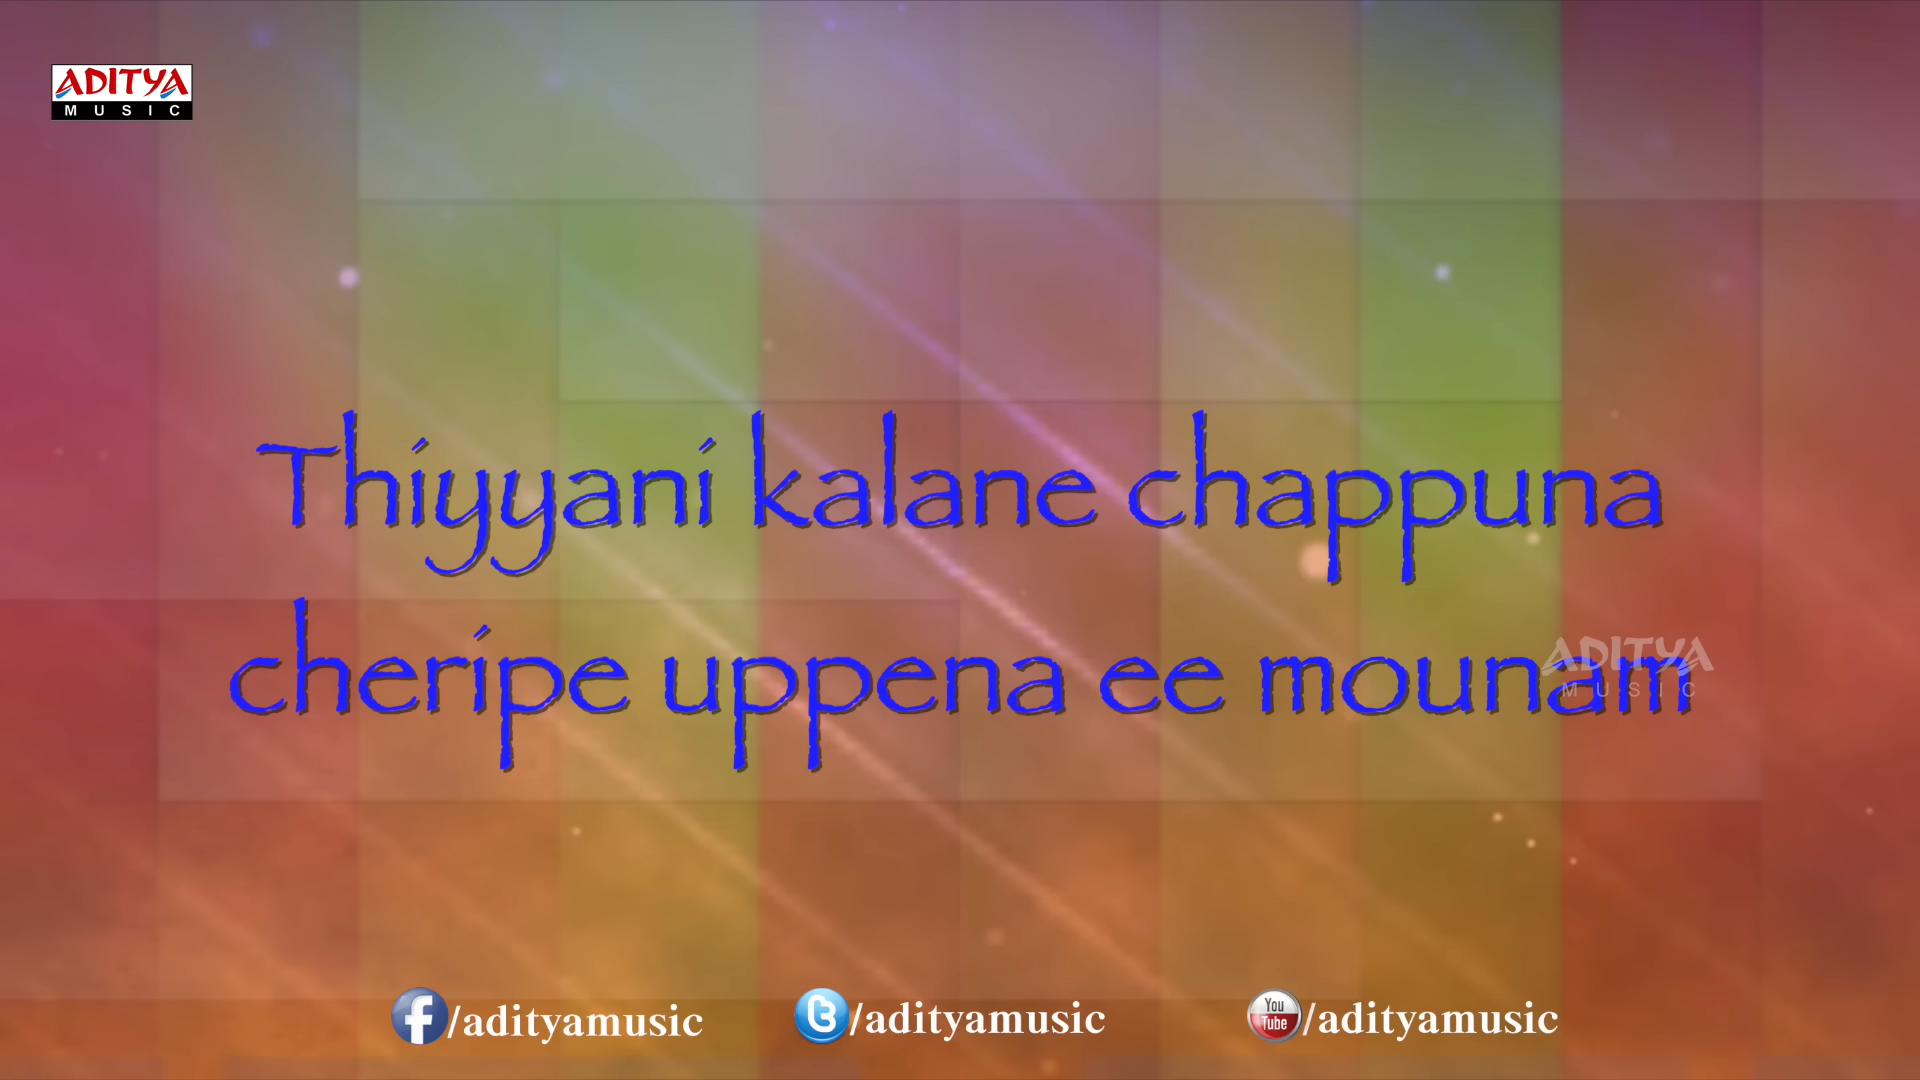 ADITYA
MUSIC
Thiyyani kalane chappuna
cheripe uppena ee mounam
ADITYA
MUSIC
f/adityamusic
t/adityamusic
You
Tube
/adityamusic